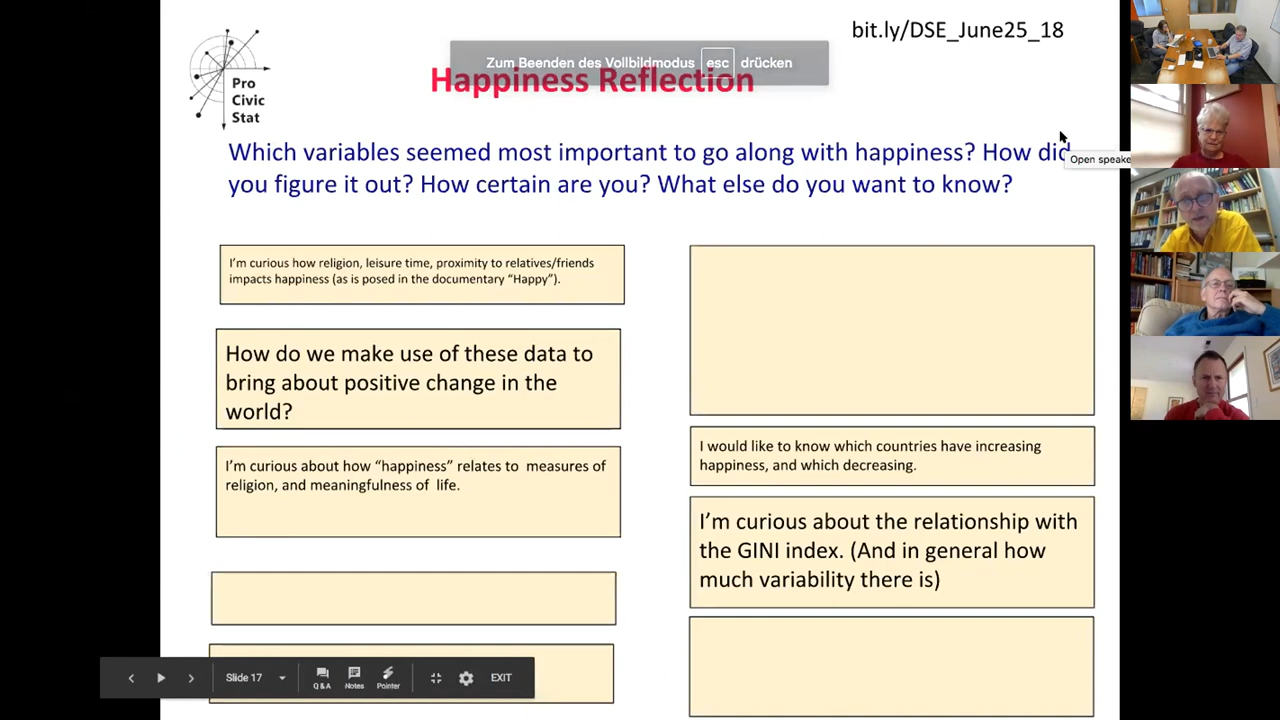 bit.ly/DSE_June25_18
Zum Beenden des Vollbildmodus esc drücken
Pro
Civic
Stat
Happiness Reflection
Which variables seemed most important to go along with happiness? How did
you figure it out? How certain are you? What else do you want to know?
Open speake
I'm curious how religion, leisure time, proximity to relatives/friends
impacts happiness (as is posed in the documentary “Happy”).
How do we make use of these data to
bring about positive change in the
world?
I'm curious about how “happiness” relates to measures of
religion, and meaningfulness of life.
I would like to know which countries have increasing
happiness, and which decreasing.
I'm curious about the relationship with
the GINI index. (And in general how
much variability there is)
Slide 17
Q&A
Notes
Pointer
EXIT